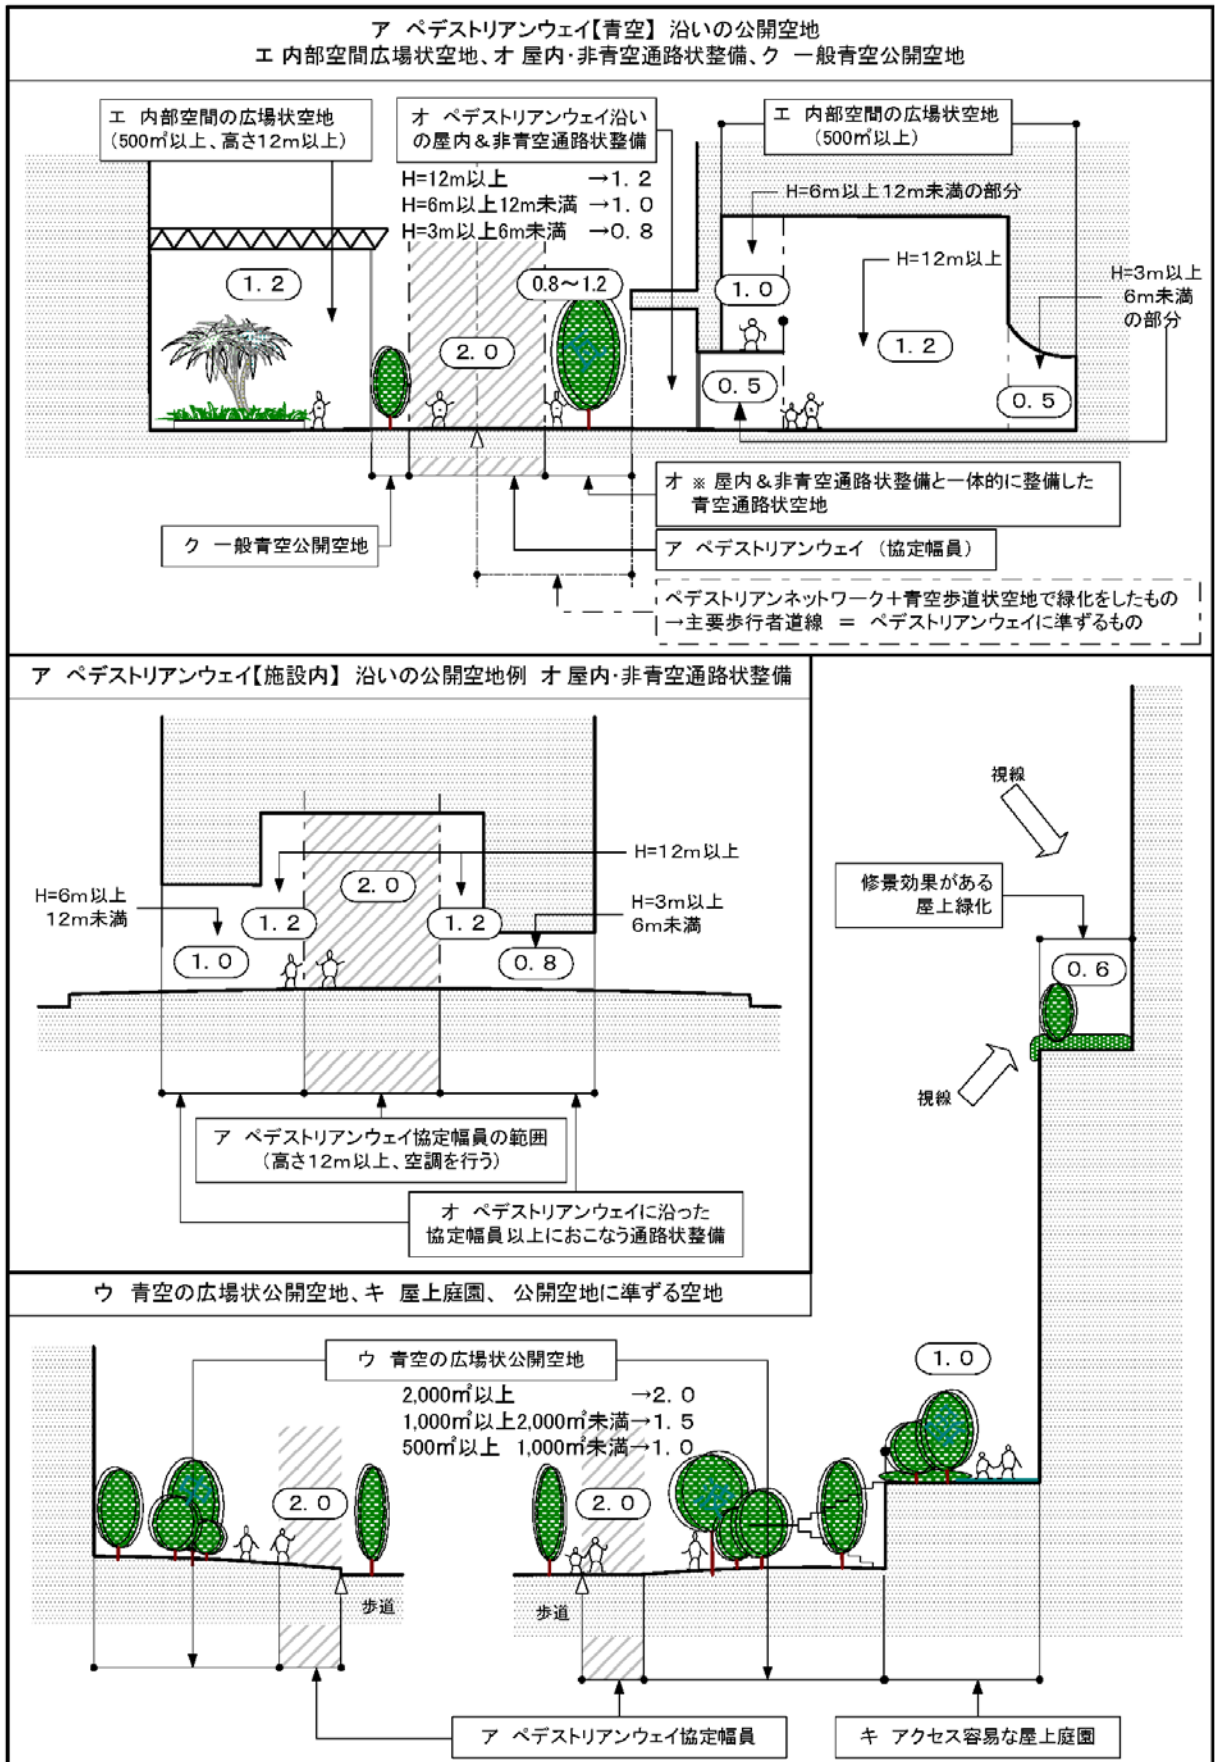 ア ペデストリアンウェイ【青空】 沿いの公開空地
エ 内部空間広場状空地、オ 屋内・非青空通路状整備、ク 一般青空公開空地
エ 内部空間の広場状空地
(500㎡以上、高さ12m以上)
オ ペデストリアンウェイ沿い
の屋内&非青空通路状整備
H=12m以上 →1.2
H=6m以上12m未満 →1.0
H=3m以上6m未満 →0.8
エ 内部空間の広場状空地
(500㎡以上)
H=6m以上12m未満の部分
H=12m以上
H=3m以上
6m未満
の部分
1.2
2.0
0.8~1.2
1.0
0.5
1.2
0.5
オ ※ 屋内&非青空通路状整備と一体的に整備した
青空通路状空地
ク 一般青空公開空地
ア ペデストリアンウェイ (協定幅員)
ペデストリアンネットワーク+青空歩道状空地で緑化をしたもの
→主要歩行者道線 = ペデストリアンウェイに準ずるもの
ア ペデストリアンウェイ【施設内】 沿いの公開空地例 オ 屋内・非青空通路状整備
H=12m以上
H=6m以上
12m未満
H=3m以上
6m未満
2.0
1.2
1.2
1.0
0.8
ア ペデストリアンウェイ協定幅員の範囲
(高さ12m以上、空調を行う)
オ ペデストリアンウェイに沿った
協定幅員以上におこなう通路状整備
視線
修景効果がある
屋上緑化
0.6
視線
ウ 青空の広場状公開空地、キ 屋上庭園、 公開空地に準ずる空地
ウ 青空の広場状公開空地
2,000㎡以上 →2.0
1,000㎡以上2,000㎡未満→1.5
500㎡以上 1,000㎡未満→1.0
1.0
2.0
2.0
歩道
歩道
ア ペデストリアンウェイ協定幅員
キ アクセス容易な屋上庭園